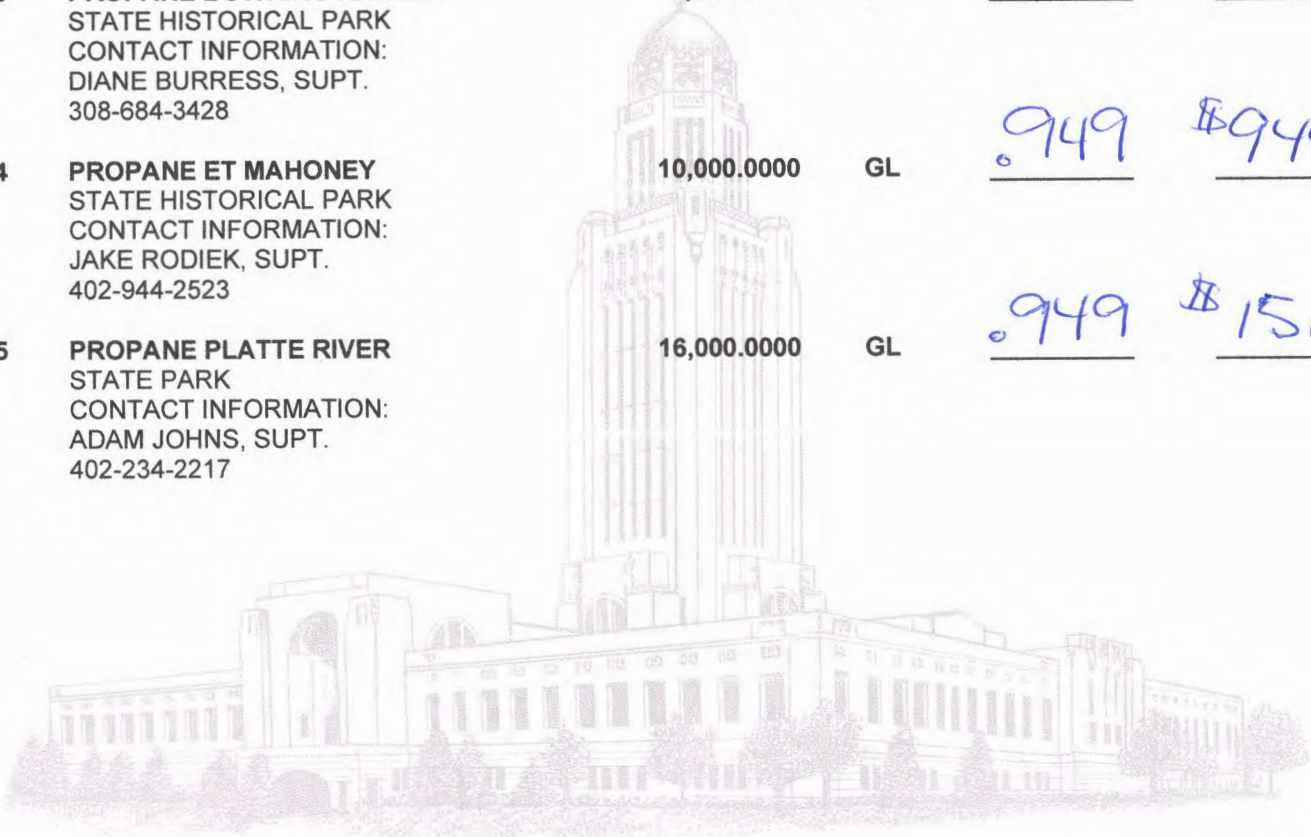 STATE HISTORICAL PARK
CONTACT INFORMATION:
DIANE BURRESS, SUPT.
308-684-3428
4 PROPANE ET MAHONEY 10,000.0000 GL .949 $94
STATE HISTORICAL PARK
CONTACT INFORMATION:
JAKE RODIEK, SUPT.
402-944-2523
5 PROPANE PLATTE RIVER 16,000.0000 GL .949 $15
STATE PARK
CONTACT INFORMATION:
ADAM JOHNS, SUPT.
402-234-2217